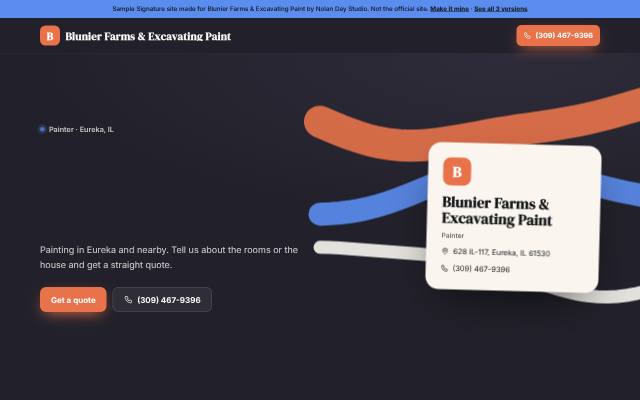 Sample Signature site made for Blunier Farms & Excavating Paint by Nolan Day Studio. Not the official site. Make it mine · See all 3 versions
B Blunier Farms & Excavating Paint
(309) 467-9396
Painter · Eureka, IL
Painting in Eureka and nearby. Tell us about the rooms or the
house and get a straight quote.
Get a quote
(309) 467-9396
B
Blunier Farms &
Excavating Paint
Painter
628 IL-117, Eureka, IL 61530
(309) 467-9396